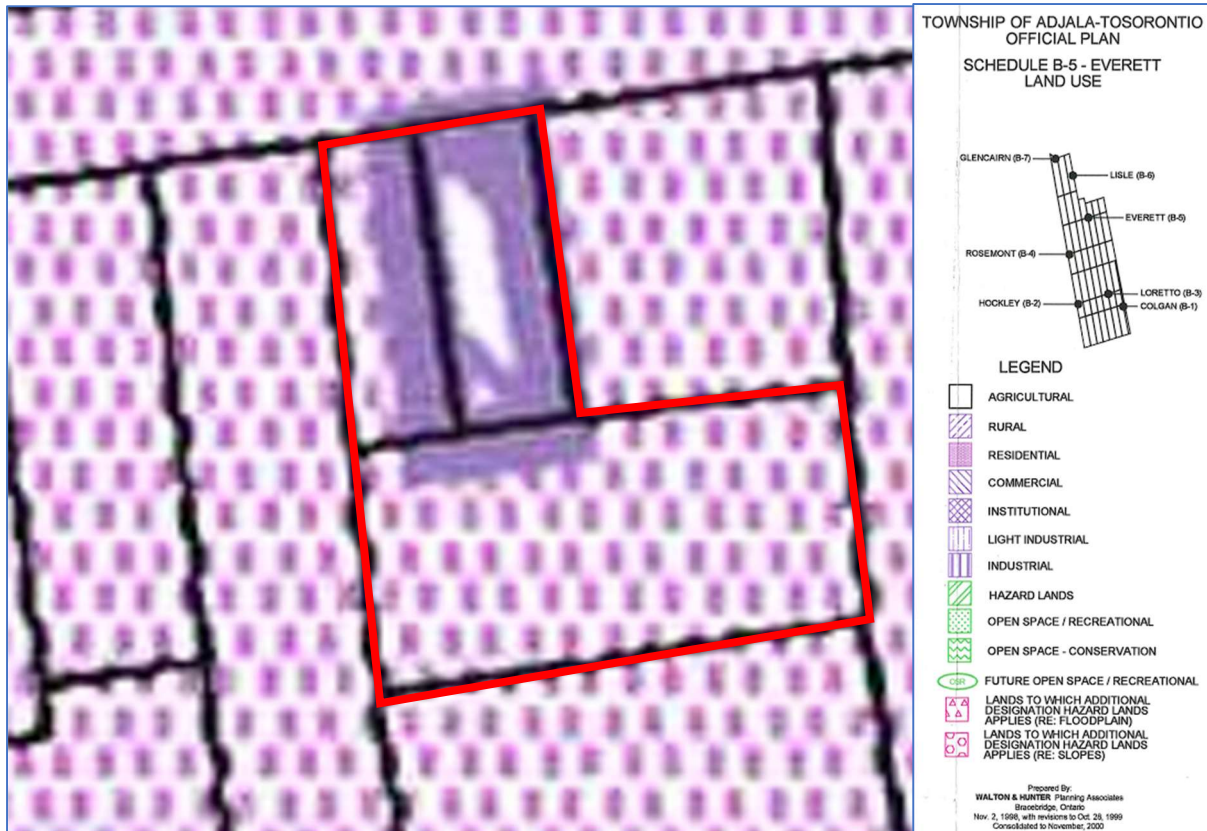 TOWNSHIP OF ADJALA-TOSORONTIO
OFFICIAL PLAN
SCHEDULE B-5 - EVERETT
LAND USE
GLENCAIRN (B-7)
LISLE (B-6)
EVERETT (B-5)
ROSEMONT (B-4)
LORETTO (B-3)
HOCKLEY (B-2)
COLGAN (B-1)
LEGEND
AGRICULTURAL
RURAL
RESIDENTIAL
COMMERCIAL
INSTITUTIONAL
LIGHT INDUSTRIAL
INDUSTRIAL
HAZARD LANDS
OPEN SPACE / RECREATIONAL
OPEN SPACE - CONSERVATION
OSR FUTURE OPEN SPACE / RECREATIONAL
LANDS TO WHICH ADDITIONAL
DESIGNATION HAZARD LANDS
APPLIES (RE: FLOODPLAIN)
LANDS TO WHICH ADDITIONAL
DESIGNATION HAZARD LANDS
APPLIES (RE: SLOPES)
Prepared By:
WALTON & HUNTER Planning Associates
Bracebridge, Ontario
Nov. 2, 1998, with revisions to Oct. 28, 1999
Consolidated to November, 2000